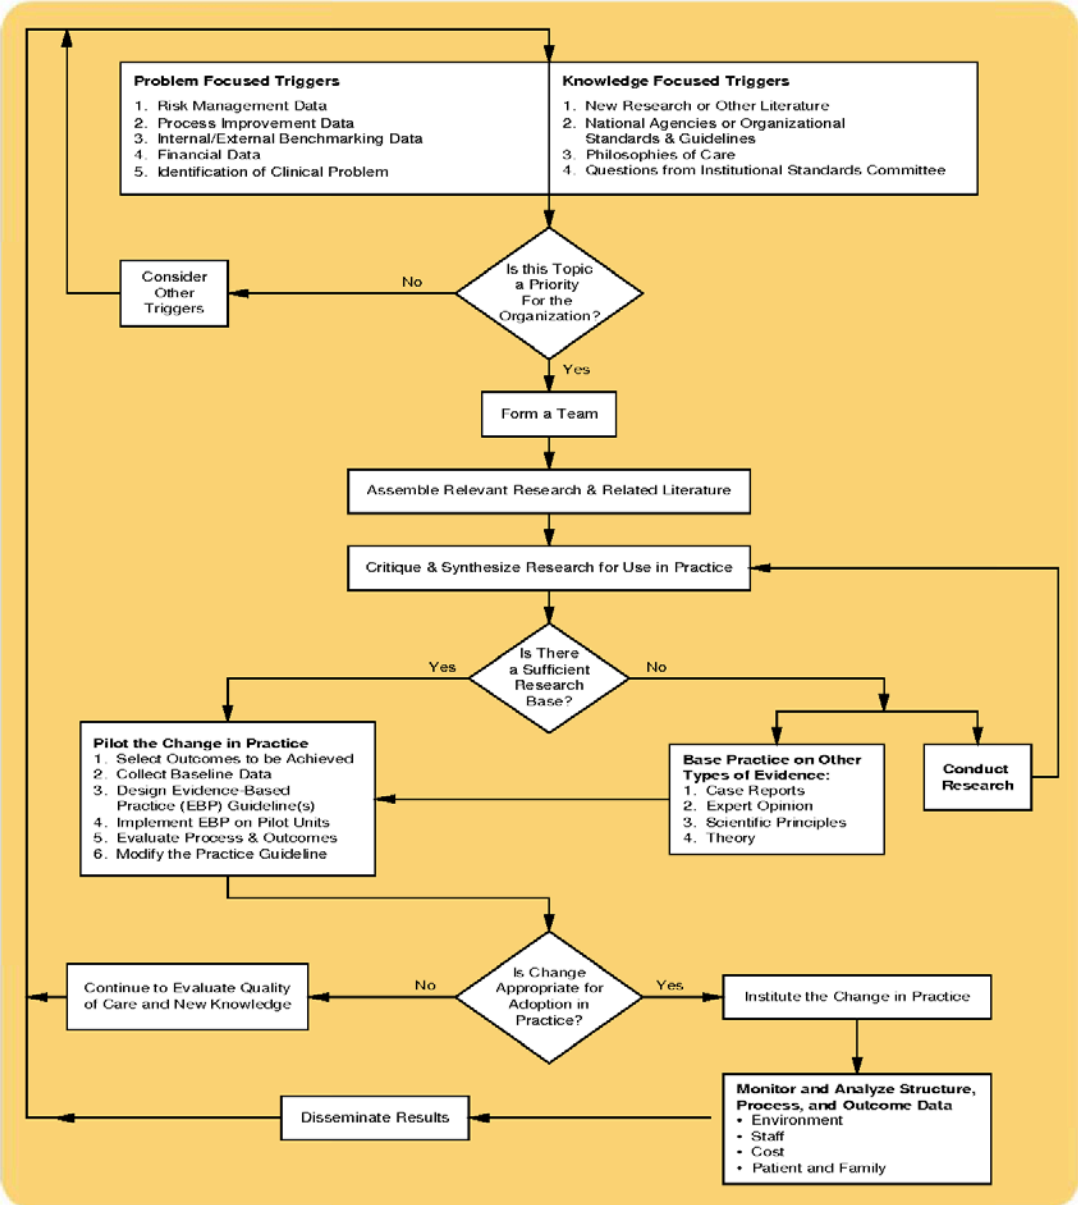 Problem Focused Triggers
1. Risk Management Data
2. Process Improvement Data
3. Internal/External Benchmarking Data
4. Financial Data
5. Identification of Clinical Problem
Knowledge Focused Triggers
1. New Research or Other Literature
2. National Agencies or Organizational
Standards & Guidelines
3. Philosophies of Care
4. Questions from Institutional Standards Committee
Is this Topic
a Priority
For the
Organization?
No
Consider
Other
Triggers
Yes
Form a Team
Assemble Relevant Research & Related Literature
Critique & Synthesize Research for Use in Practice
Is There
a Sufficient
Research
Base?
Yes
No
Pilot the Change in Practice
1. Select Outcomes to be Achieved
2. Collect Baseline Data
3. Design Evidence-Based
Practice (EBP) Guideline(s)
4. Implement EBP on Pilot Units
5. Evaluate Process & Outcomes
6. Modify the Practice Guideline
Base Practice on Other
Types of Evidence:
1. Case Reports
2. Expert Opinion
3. Scientific Principles
4. Theory
Conduct
Research
Is Change
Appropriate for
Adoption in
Practice?
No
Continue to Evaluate Quality
of Care and New Knowledge
Yes
Institute the Change in Practice
Monitor and Analyze Structure,
Process, and Outcome Data
• Environment
• Staff
• Cost
• Patient and Family
Disseminate Results